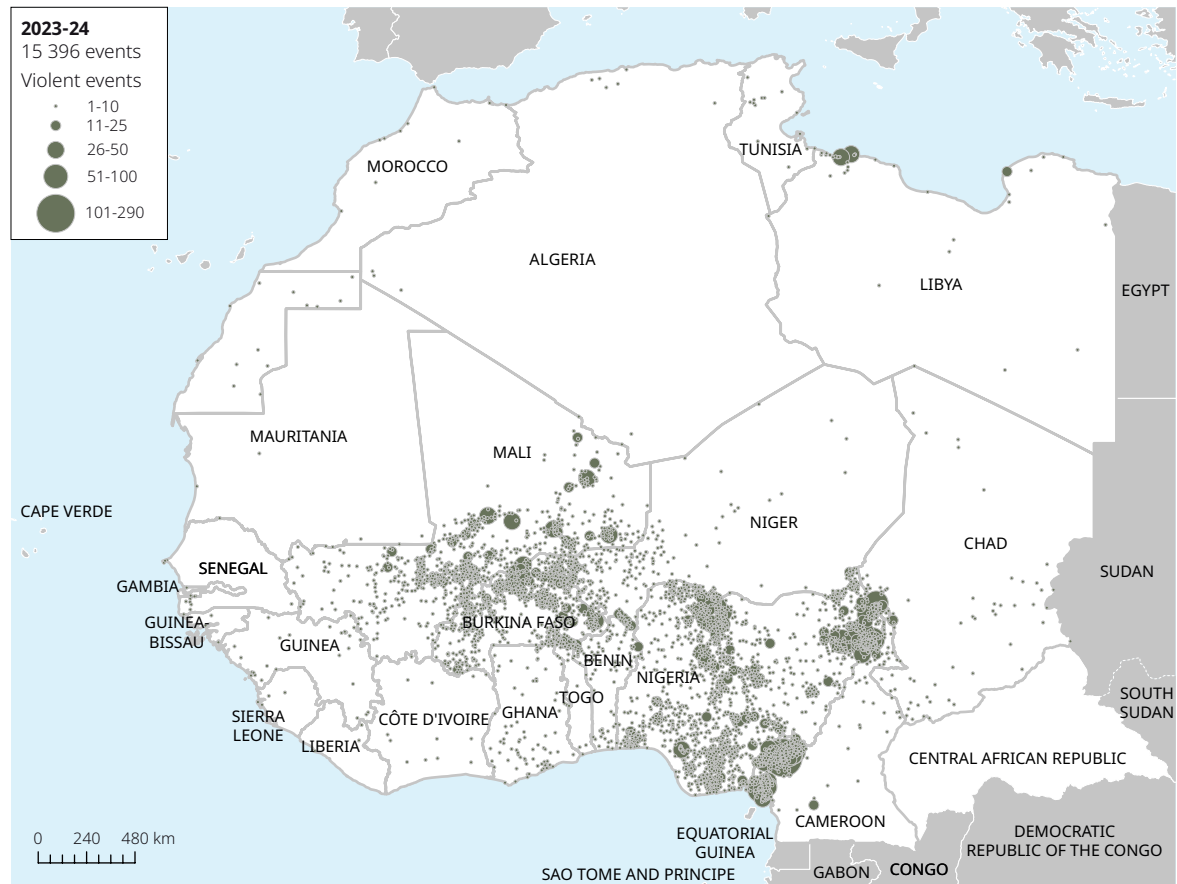 2023-24
15 396 events
Violent events
1-10
11-25
26-50
51-100
101-290
MOROCCO
TUNISIA
ALGERIA
LIBYA
EGYPT
MAURITANIA
MALI
CAPE VERDE
NIGER
CHAD
SENEGAL
SUDAN
GAMBIA
GUINEA-
BISSAU
BURKINA FASO
GUINEA
BENIN
NIGERIA
TOGO
SOUTH
SUDAN
SIERRA
LEONE
CÔTE D'IVOIRE
GHANA
LIBERIA
CENTRAL AFRICAN REPUBLIC
0 240 480 km
CAMEROON
EQUATORIAL
GUINEA
DEMOCRATIC
REPUBLIC OF THE CONGO
SAO TOME AND PRINCIPE
GABON
CONGO